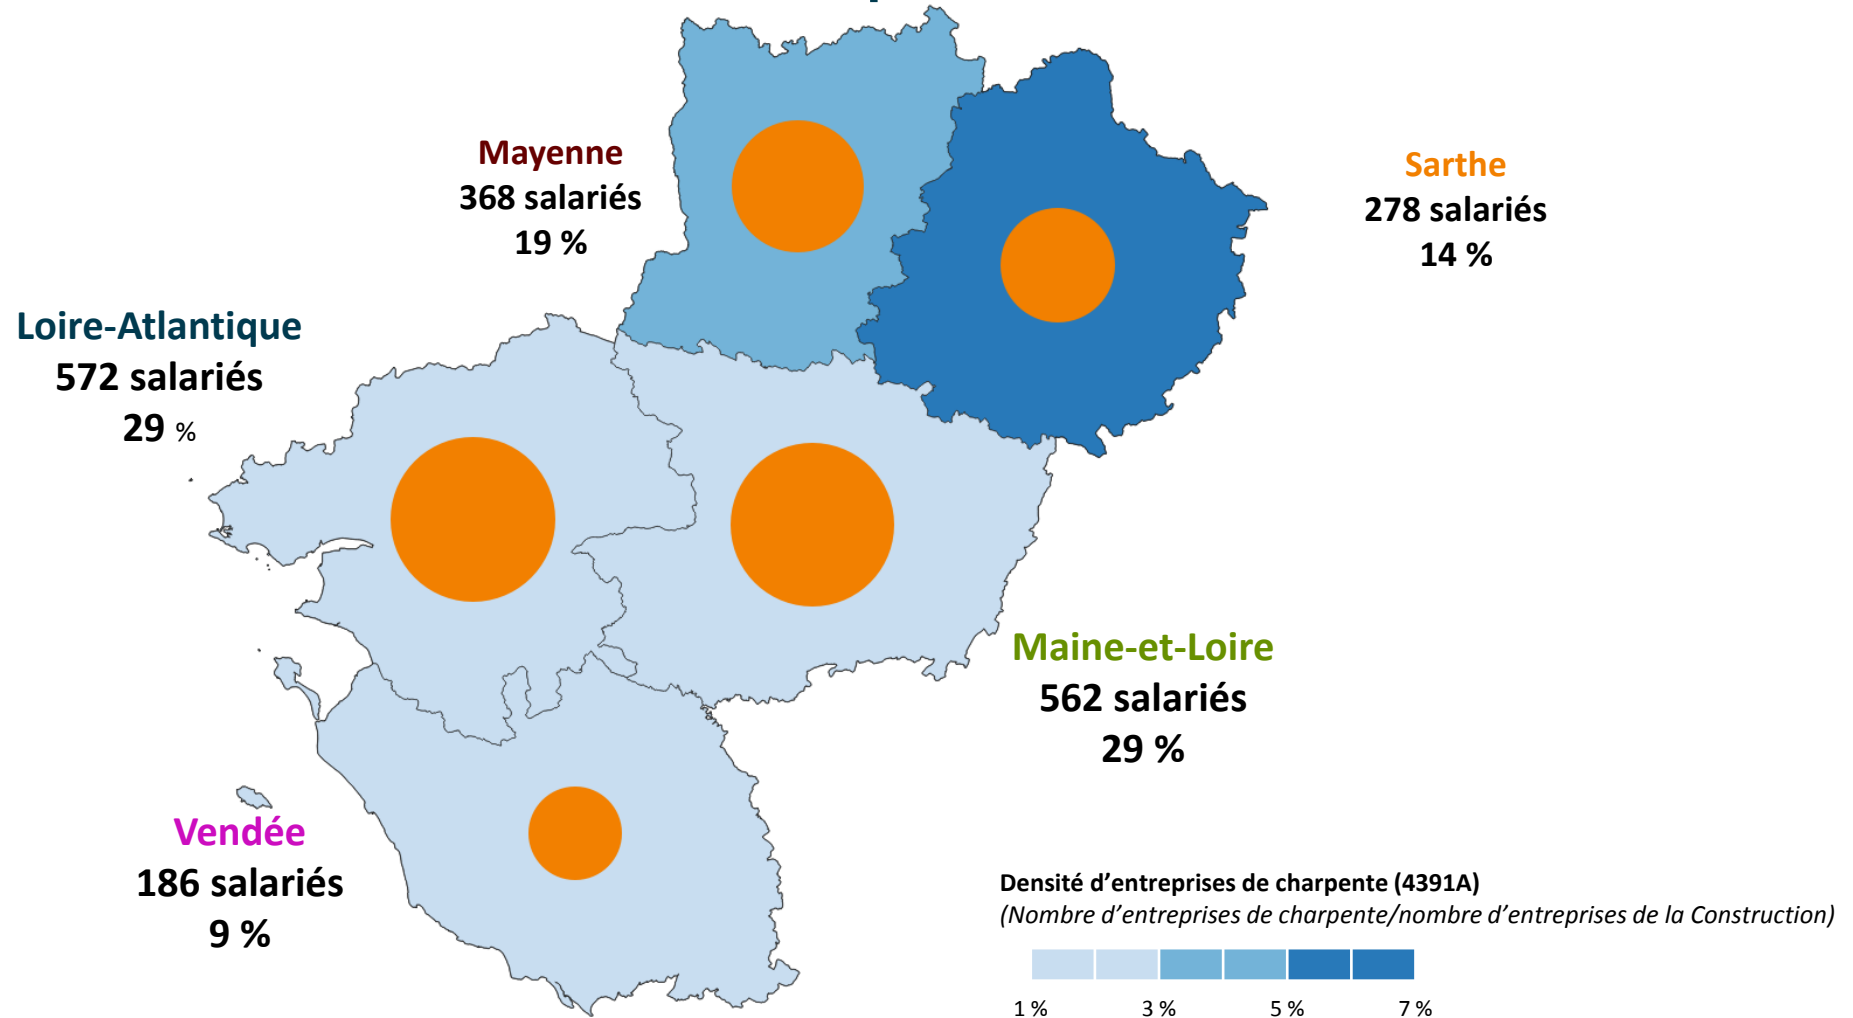 Mayenne
368 salariés
19 %
Sarthe
278 salariés
14 %
Loire-Atlantique
572 salariés
29 %
Maine-et-Loire
562 salariés
29 %
Vendée
186 salariés
9 %
Densité d’entreprises de charpente (4391A)
(Nombre d’entreprises de charpente/nombre d’entreprises de la Construction)
1 % 3 % 5 % 7 %